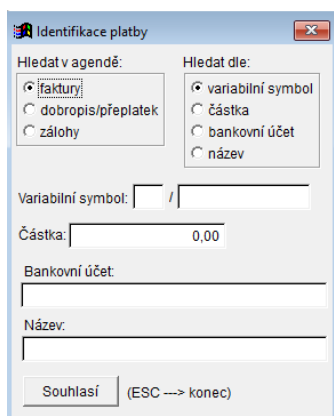 Identifikace platby
Hledat v agendě:
faktury
dobropis/přeplatek
zálohy
Hledat dle:
variabilní symbol
částka
bankovní účet
název
Variabilní symbol: /
Částka: 0,00
Bankovní účet:
Název:
Souhlasí (ESC ---> konec)